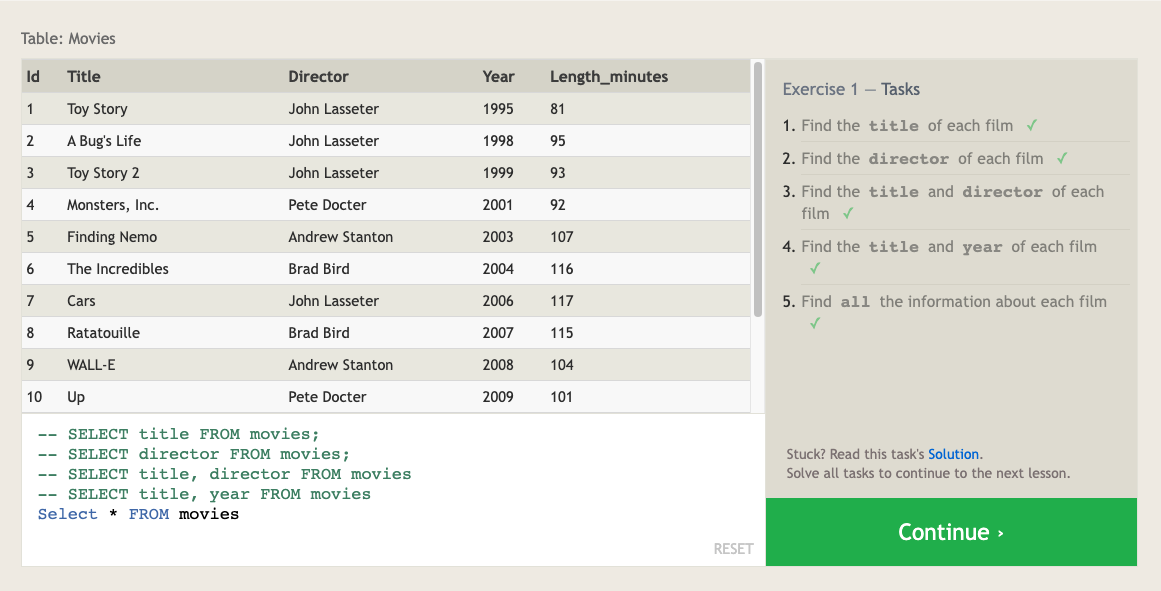 Table: Movies
Id Title Director Year Length_minutes
1 Toy Story John Lasseter 1995 81
2 A Bug's Life John Lasseter 1998 95
3 Toy Story 2 John Lasseter 1999 93
4 Monsters, Inc. Pete Docter 2001 92
5 Finding Nemo Andrew Stanton 2003 107
6 The Incredibles Brad Bird 2004 116
7 Cars John Lasseter 2006 117
8 Ratatouille Brad Bird 2007 115
9 WALL-E Andrew Stanton 2008 104
10 Up Pete Docter 2009 101
-- SELECT title FROM movies;
-- SELECT director FROM movies;
-- SELECT title, director FROM movies
-- SELECT title, year FROM movies
Select * FROM movies
RESET
Exercise 1 — Tasks
1. Find the title of each film ✓
2. Find the director of each film ✓
3. Find the title and director of each
film ✓
4. Find the title and year of each film
✓
5. Find all the information about each film
✓
Stuck? Read this task's Solution.
Solve all tasks to continue to the next lesson.
Continue ›